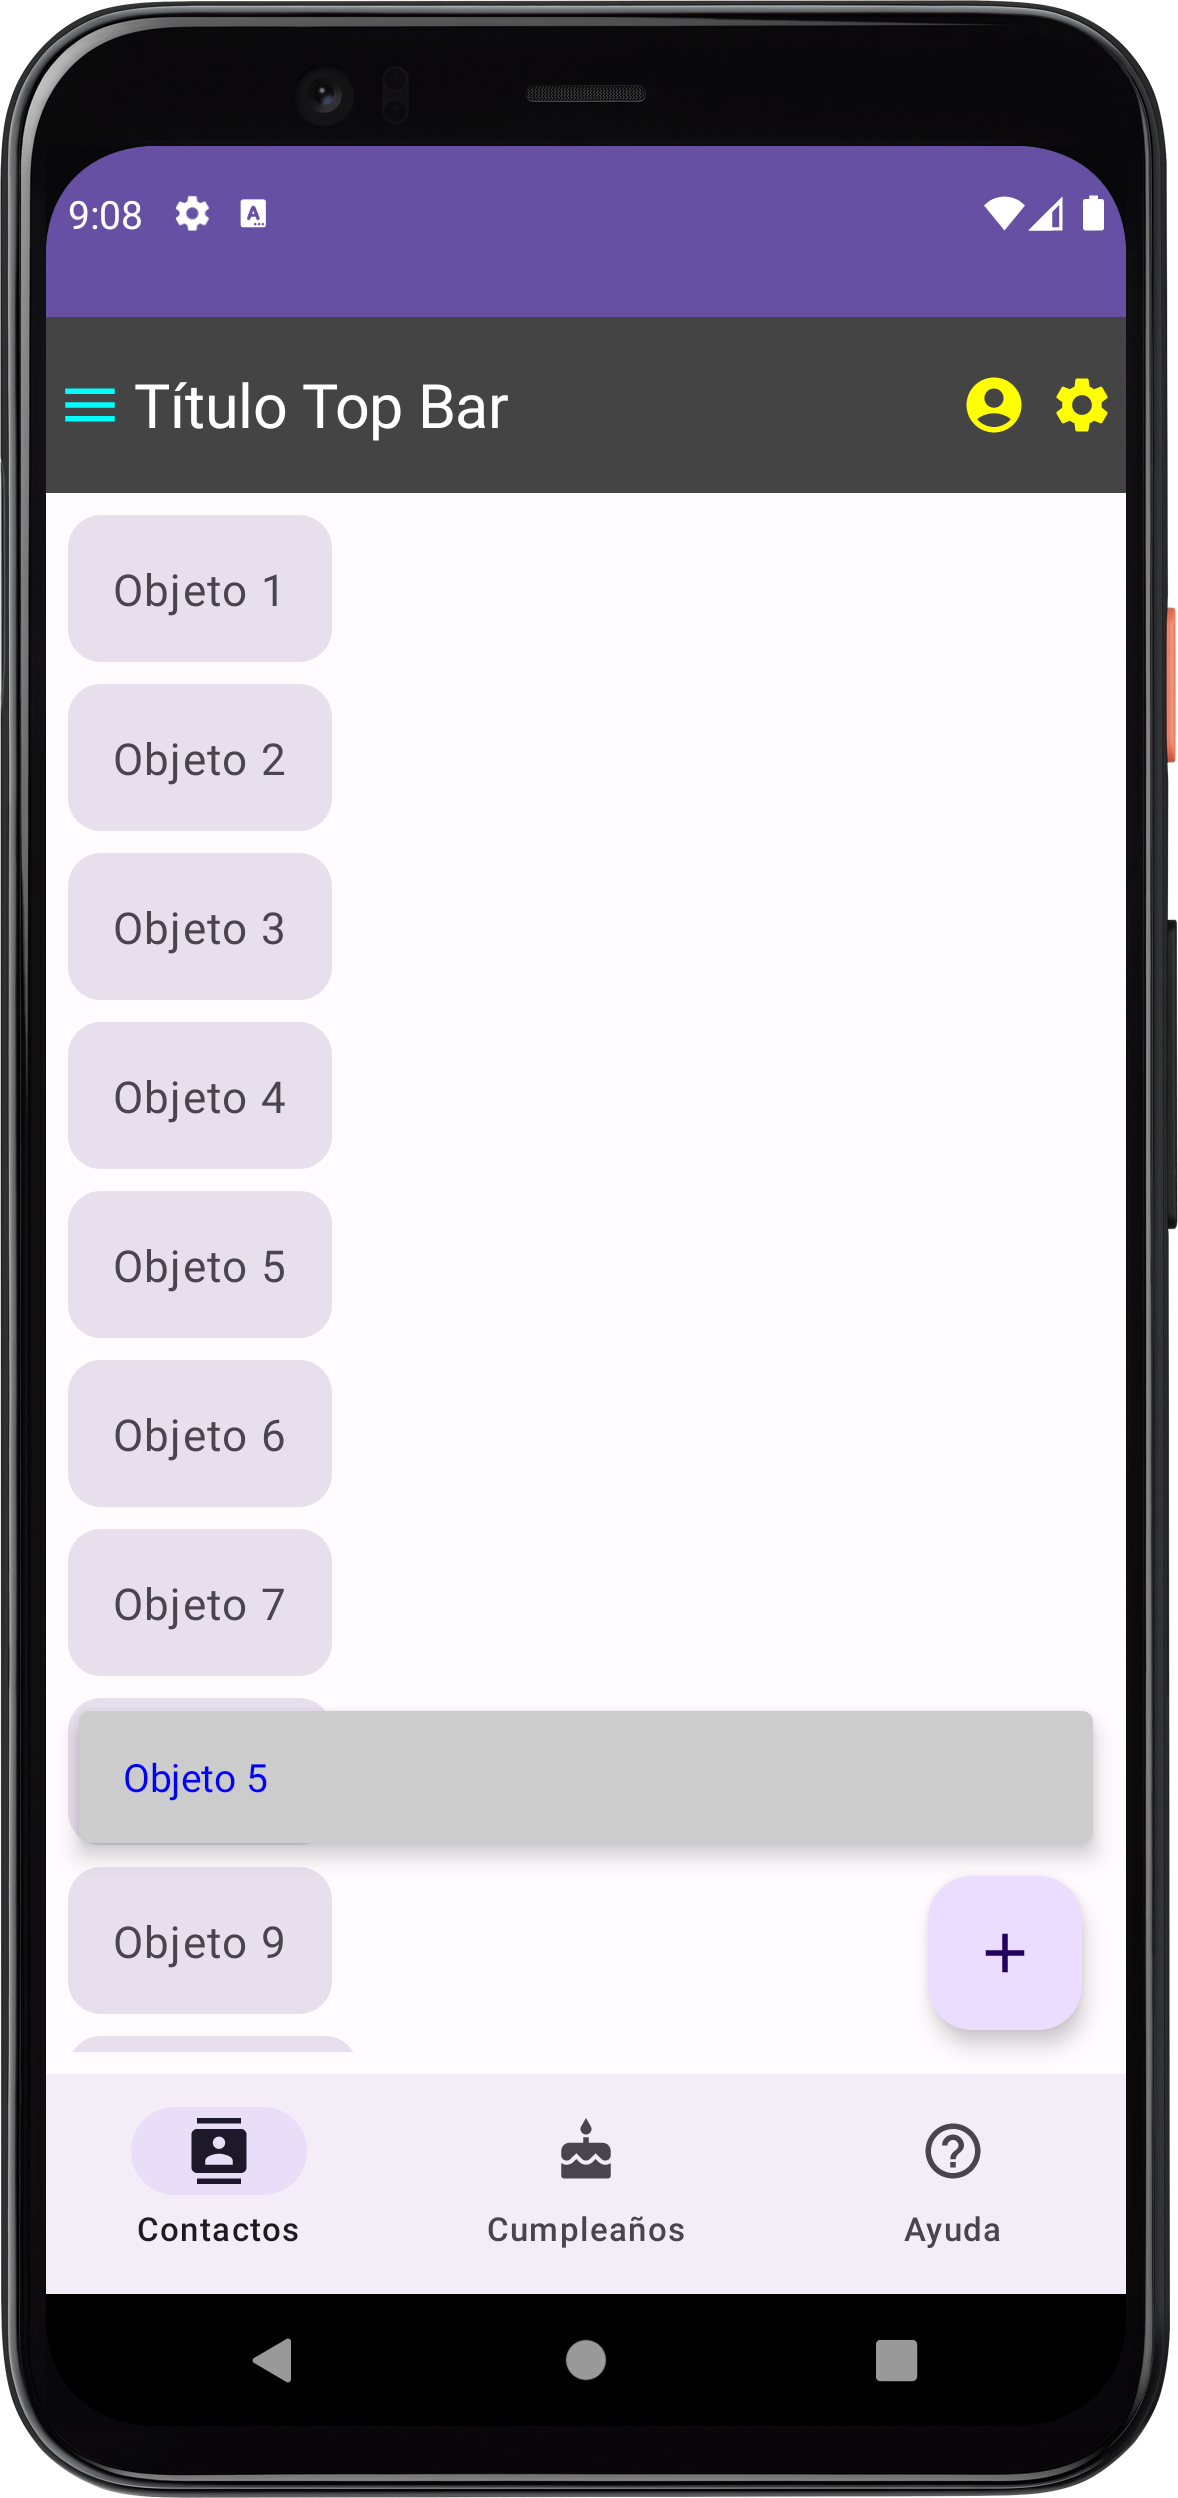 9:08
Título Top Bar
Objeto 1
Objeto 2
Objeto 3
Objeto 4
Objeto 5
Objeto 6
Objeto 7
Objeto 5
Objeto 9
Contactos
Cumpleaños
Ayuda